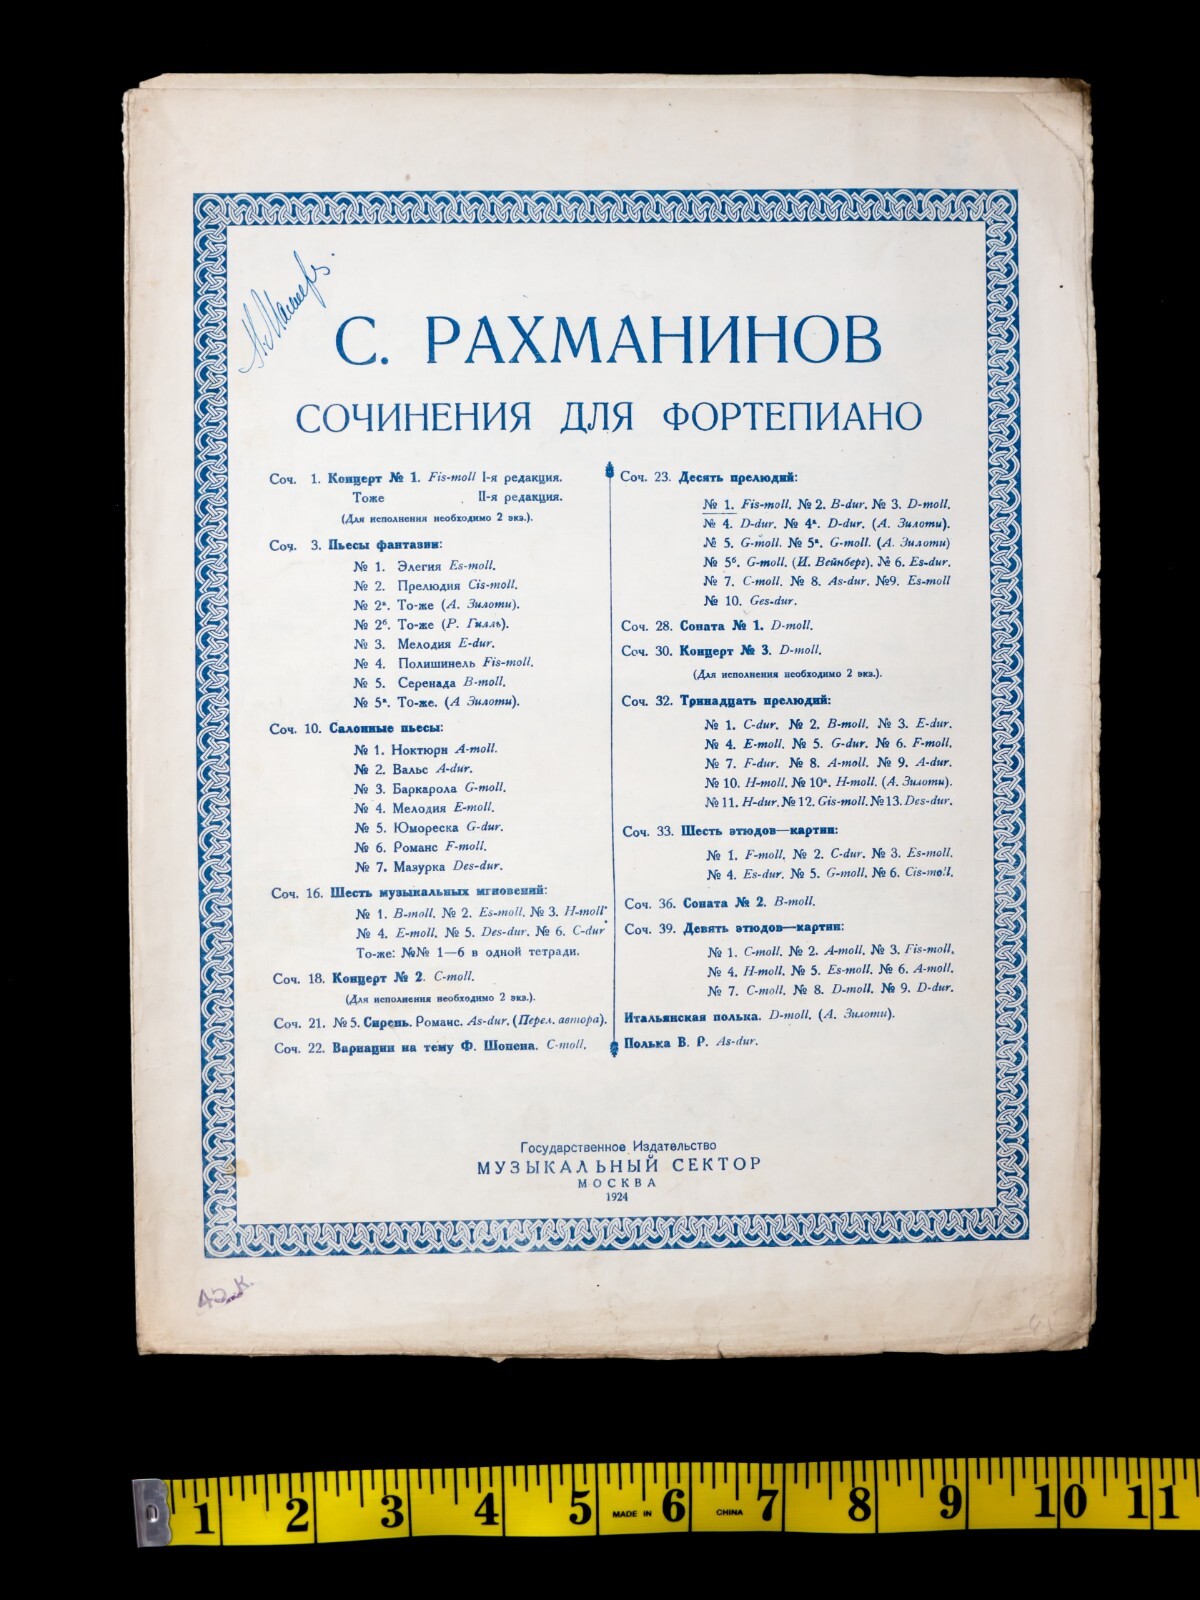 С. РАХМАНИНОВ
СОЧИНЕНИЯ ДЛЯ ФОРТЕПИАНО
Соч. 1. Концерт № 1. Fis-moll I-я редакция.
Тоже II-я редакция.
(Для исполнения необходимо 2 экз.).
Соч. 3. Пьесы фантазии:
№ 1. Элегия Es-moll.
№ 2. Прелюдия Cis-moll.
№ 2ᵃ. То-же (А. Зилоти).
№ 2б. То-же (Р. Гилль).
№ 3. Мелодия E-dur.
№ 4. Полишинель Fis-moll.
№ 5. Серенада B-moll.
№ 5ᵃ. То-же. (А Зилоти).
Соч. 10. Салонные пьесы:
№ 1. Ноктюрн A-moll.
№ 2. Вальс A-dur.
№ 3. Баркарола G-moll.
№ 4. Мелодия E-moll.
№ 5. Юмореска G-dur.
№ 6. Романс F-moll.
№ 7. Мазурка Des-dur.
Соч. 16. Шесть музыкальных мгновений:
№ 1. B-moll. № 2. Es-moll. № 3. H-moll.
№ 4. E-moll. № 5. Des-dur. № 6. C-dur.
То-же: №№ 1—6 в одной тетради.
Соч. 18. Концерт № 2. C-moll.
(Для исполнения необходимо 2 экз.).
Соч. 21. № 5. Сирень. Романс. As-dur. (Перел. автора).
Соч. 22. Вариации на тему Ф. Шопена. C-moll.
Соч. 23. Десять прелюдий:
№ 1. Fis-moll. № 2. B-dur. № 3. D-moll.
№ 4. D-dur. № 4ᵃ. D-dur. (А. Зилоти).
№ 5. G-moll. № 5ᵃ. G-moll. (А. Зилоти)
№ 5б. G-moll. (И. Вейнберг). № 6. Es-dur.
№ 7. C-moll. № 8. As-dur. №9. Es-moll
№ 10. Ges-dur.
Соч. 28. Соната № 1. D-moll.
Соч. 30. Концерт № 3. D-moll.
(Для исполнения необходимо 2 экз.).
Соч. 32. Тринадцать прелюдий:
№ 1. C-dur. № 2. B-moll. № 3. E-dur.
№ 4. E-moll. № 5. G-dur. № 6. F-moll.
№ 7. F-dur. № 8. A-moll. № 9. A-dur.
№ 10. H-moll. № 10ᵃ. H-moll. (А. Зилоти).
№ 11. H-dur. № 12. Gis-moll. № 13. Des-dur.
Соч. 33. Шесть этюдов—картин:
№ 1. F-moll. № 2. C-dur. № 3. Es-moll.
№ 4. Es-dur. № 5. G-moll. № 6. Cis-moll.
Соч. 36. Соната № 2. B-moll.
Соч. 39. Девять этюдов—картин:
№ 1. C-moll. № 2. A-moll. № 3. Fis-moll.
№ 4. H-moll. № 5. Es-moll. № 6. A-moll.
№ 7. C-moll. № 8. D-moll. № 9. D-dur.
Итальянская полька. D-moll. (А. Зилоти).
Полька В. Р. As-dur.
Государственное Издательство
МУЗЫКАЛЬНЫЙ СЕКТОР
МОСКВА
1924
1 2 3 4 5 MADE IN 6 CHINA 7 8 9 10 11